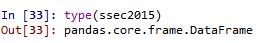 In [33]: type(ssec2015)
Out[33]: pandas.core.frame.DataFrame